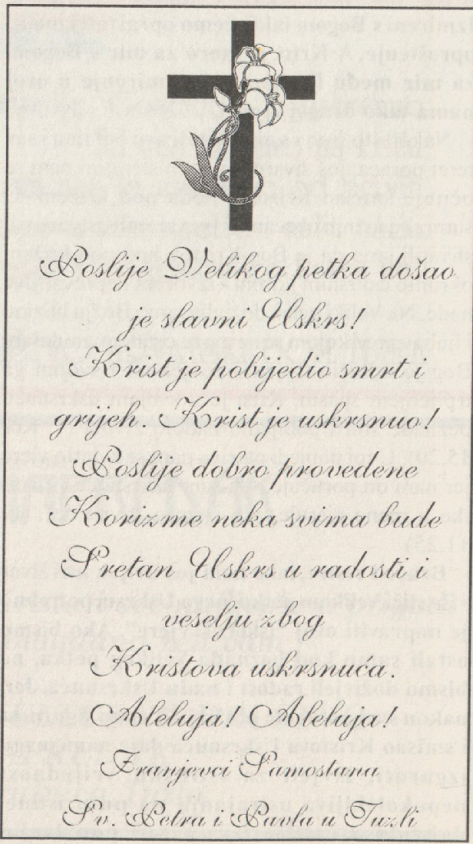 Poslije Velikog petka došao
je slavni Uskrs!
Krist je pobijedio smrt i
grijeh. Krist je uskrsnuo!
Poslije dobro provedene
Korizme neka svima bude
Sretan Uskrs u radosti i
veselju zbog
Kristova uskrsnuća.
Aleluja! Aleluja!
Franjevci Samostana
Sv. Petra i Pavla u Tuzli